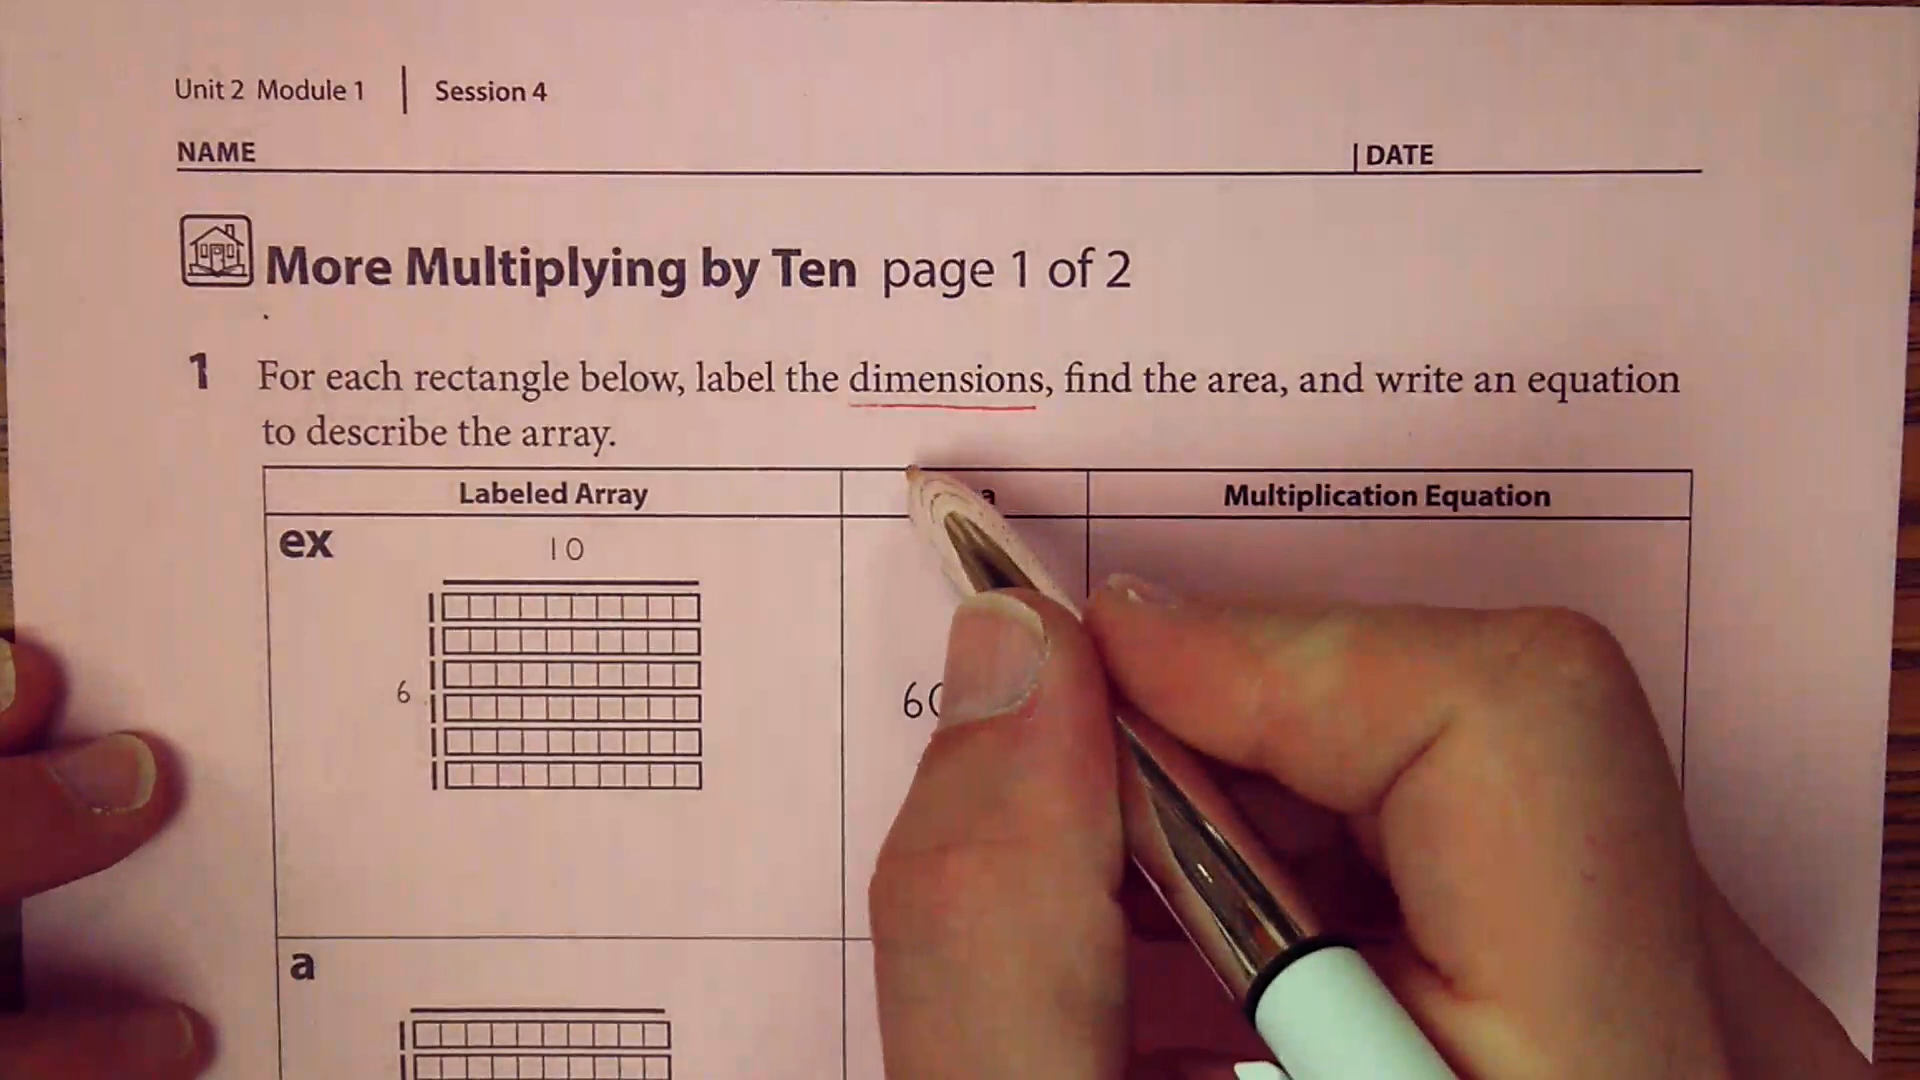 Unit 2 Module 1 | Session 4
NAME | DATE
More Multiplying by Ten page 1 of 2
1 For each rectangle below, label the dimensions, find the area, and write an equation
to describe the array.
Labeled Array Multiplication Equation
ex
10
6
a